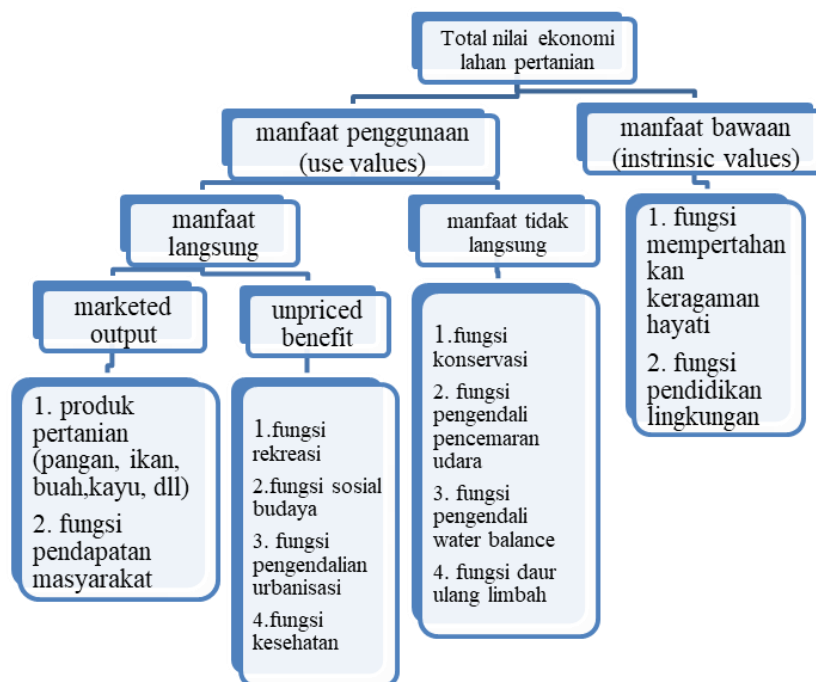 Total nilai ekonomi
lahan pertanian
manfaat penggunaan
(use values)
manfaat bawaan
(instrinsic values)
manfaat
langsung
manfaat tidak
langsung
marketed
output
unpriced
benefit
1. produk
pertanian
(pangan, ikan,
buah,kayu, dll)
2. fungsi
pendapatan
masyarakat
1.fungsi
rekreasi
2.fungsi sosial
budaya
3. fungsi
pengendalian
urbanisasi
4.fungsi
kesehatan
1.fungsi
konservasi
2. fungsi
pengendali
pencemaran
udara
3. fungsi
pengendali
water balance
4. fungsi daur
ulang limbah
1. fungsi
mempertahan
kan
keragaman
hayati
2. fungsi
pendidikan
lingkungan